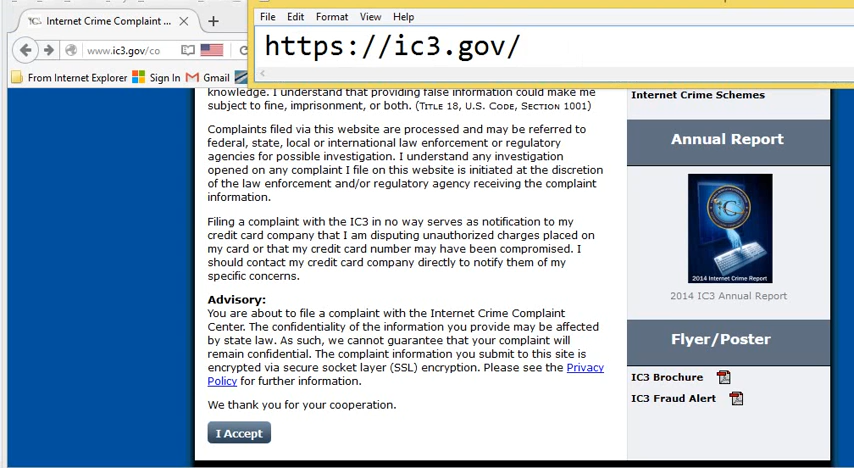 Internet Crime Complaint ...
File Edit Format View Help
https://ic3.gov/
www.ic3.gov/co
From Internet Explorer Sign In Gmail
knowledge. I understand that providing false information could make me
subject to fine, imprisonment, or both. (Title 18, U.S. Code, Section 1001)
Complaints filed via this website are processed and may be referred to
federal, state, local or international law enforcement or regulatory
agencies for possible investigation. I understand any investigation
opened on any complaint I file on this website is initiated at the discretion
of the law enforcement and/or regulatory agency receiving the complaint
information.
Filing a complaint with the IC3 in no way serves as notification to my
credit card company that I am disputing unauthorized charges placed on
my card or that my credit card number may have been compromised. I
should contact my credit card company directly to notify them of my
specific concerns.
Advisory:
You are about to file a complaint with the Internet Crime Complaint
Center. The confidentiality of the information you provide may be affected
by state law. As such, we cannot guarantee that your complaint will
remain confidential. The complaint information you submit to this site is
encrypted via secure socket layer (SSL) encryption. Please see the Privacy
Policy for further information.
We thank you for your cooperation.
I Accept
Internet Crime Schemes
Annual Report
2014 Internet Crime Report
2014 IC3 Annual Report
Flyer/Poster
IC3 Brochure
IC3 Fraud Alert